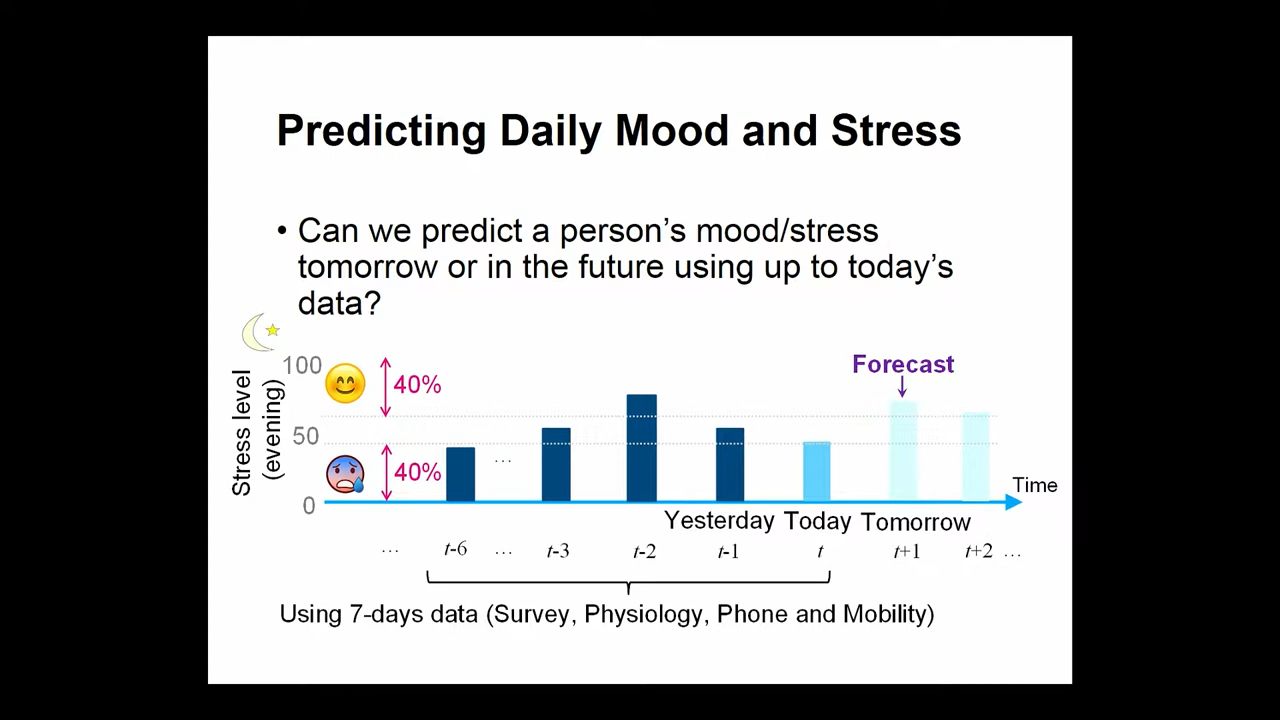 Predicting Daily Mood and Stress
• Can we predict a person's mood/stress
tomorrow or in the future using up to today's
data?
Stress level
(evening)
100
50
0
40%
40%
...
Forecast
Time
Yesterday Today Tomorrow
... t-6 ... t-3 t-2 t-1 t t+1 t+2 ...
Using 7-days data (Survey, Physiology, Phone and Mobility)